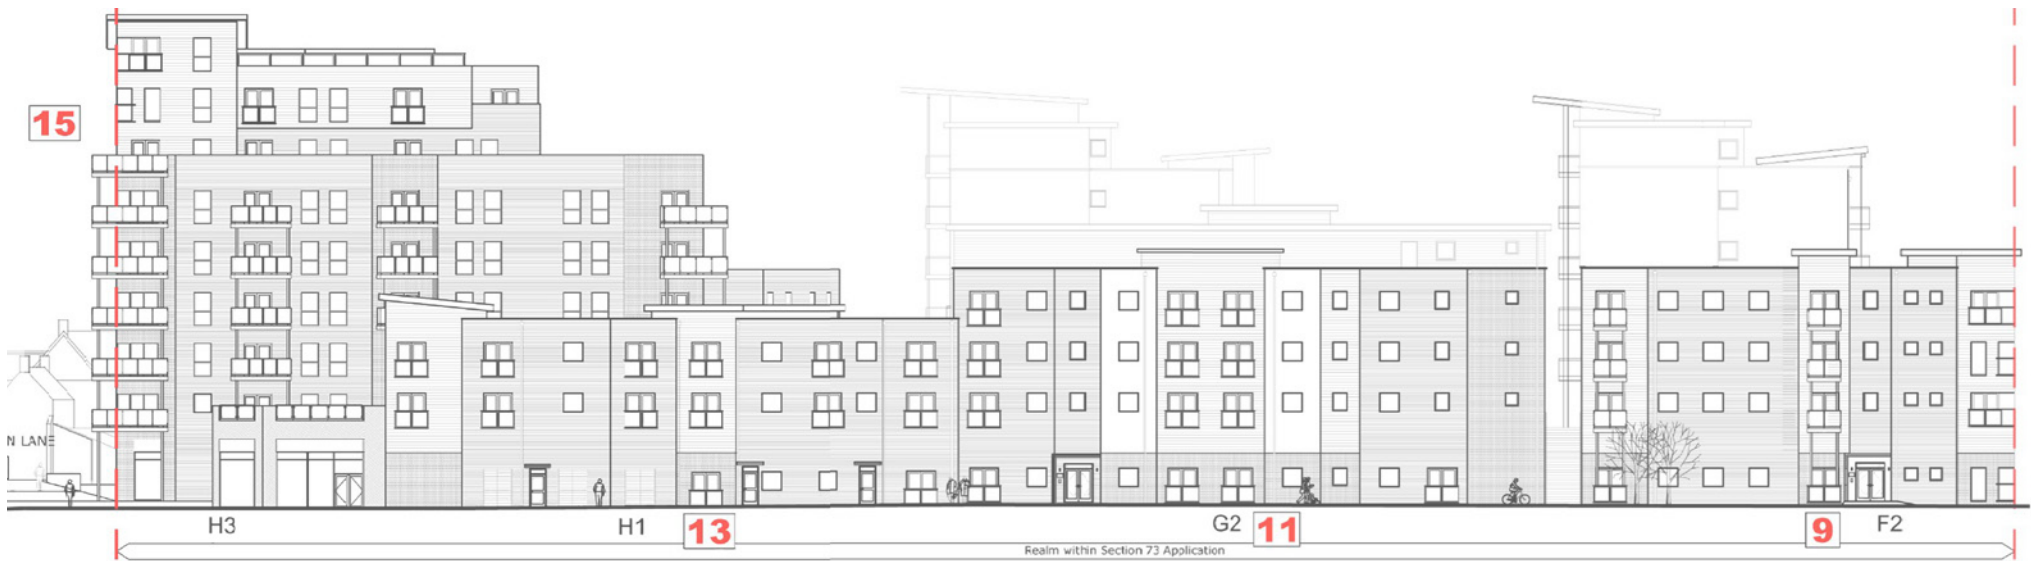 15
N LANE
H3
H1
13
G2
11
9
F2
Realm within Section 73 Application